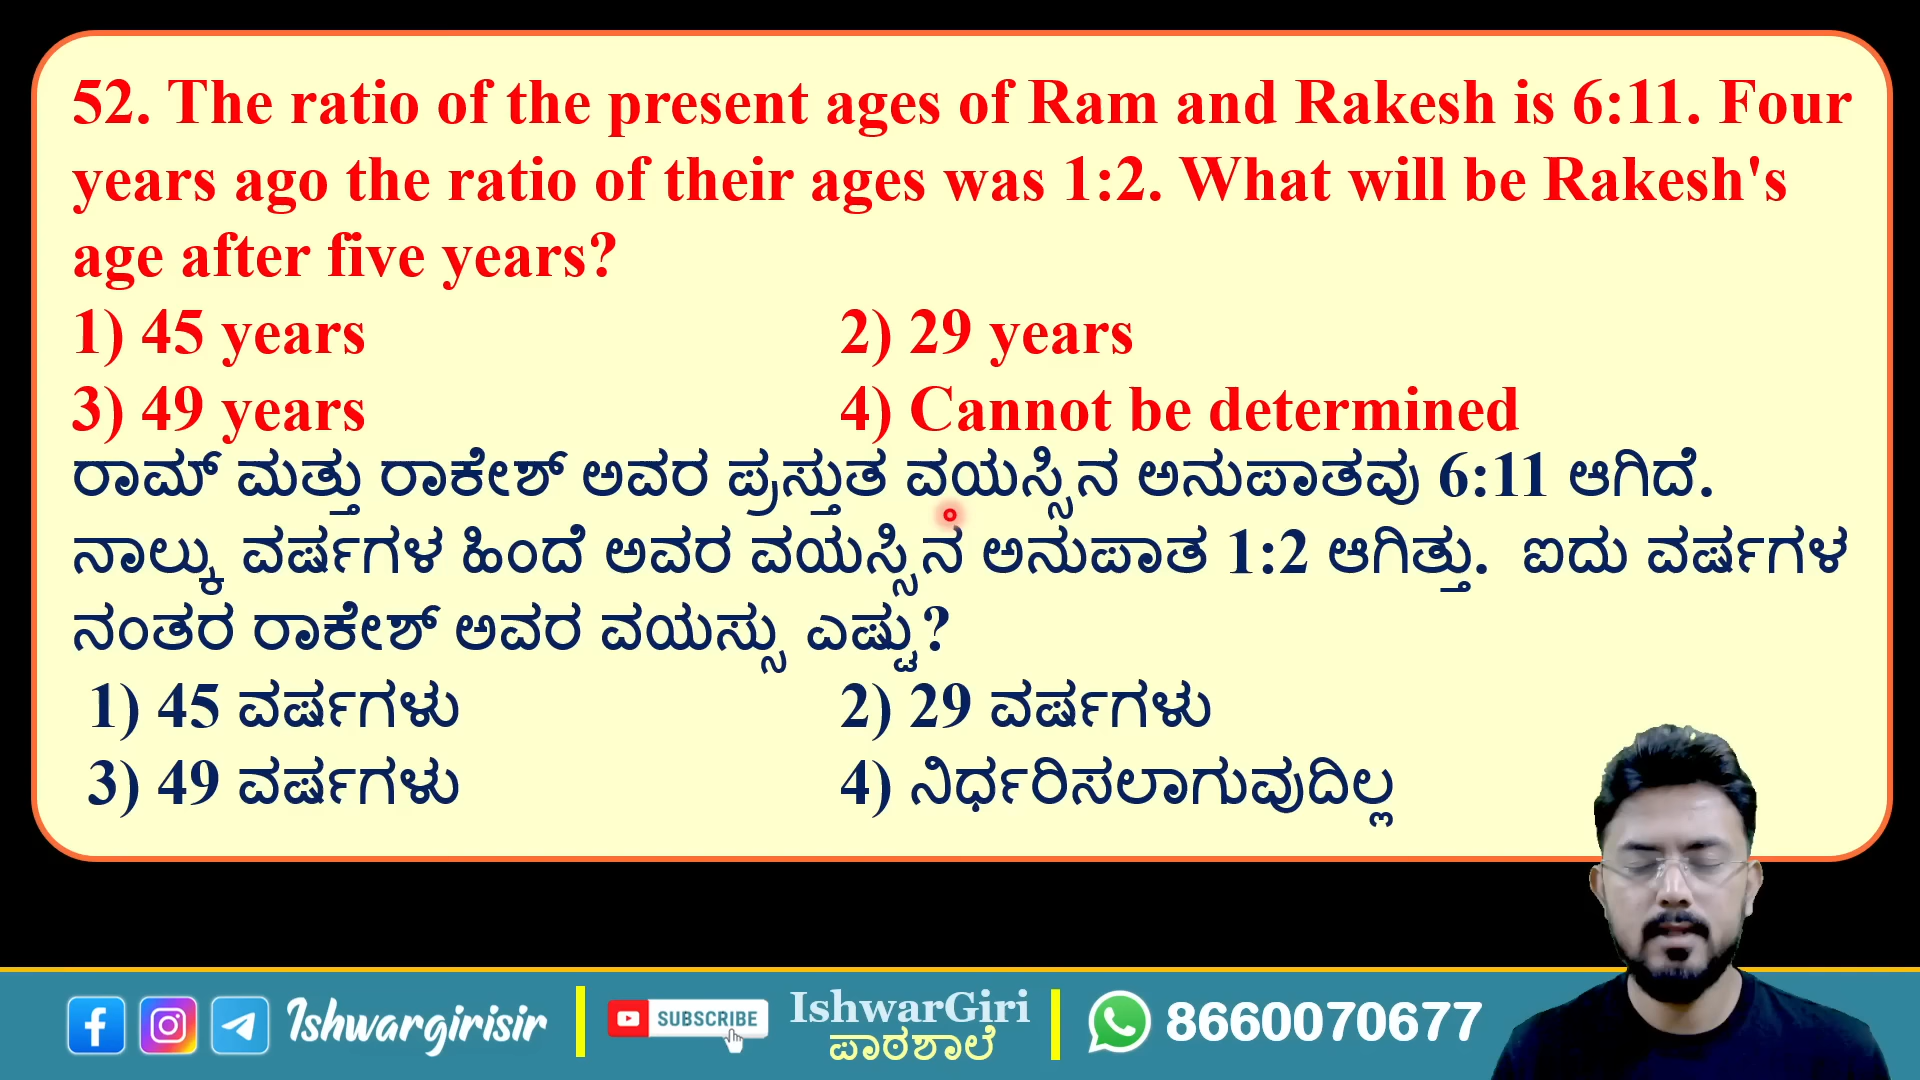 52. The ratio of the present ages of Ram and Rakesh is 6:11. Four
years ago the ratio of their ages was 1:2. What will be Rakesh's
age after five years?
1) 45 years 2) 29 years
3) 49 years 4) Cannot be determined
ರಾಮ್ ಮತ್ತು ರಾಕೇಶ್ ಅವರ ಪ್ರಸ್ತುತ ವಯಸ್ಸಿನ ಅನುಪಾತವು 6:11 ಆಗಿದೆ.
ನಾಲ್ಕು ವರ್ಷಗಳ ಹಿಂದೆ ಅವರ ವಯಸ್ಸಿನ ಅನುಪಾತ 1:2 ಆಗಿತ್ತು. ಐದು ವರ್ಷಗಳ
ನಂತರ ರಾಕೇಶ್ ಅವರ ವಯಸ್ಸು ಎಷ್ಟು?
1) 45 ವರ್ಷಗಳು 2) 29 ವರ್ಷಗಳು
3) 49 ವರ್ಷಗಳು 4) ನಿರ್ಧರಿಸಲಾಗುವುದಿಲ್ಲ
Ishwargirisir SUBSCRIBE IshwarGiri 8660070677
ಪಾಠಶಾಲೆ